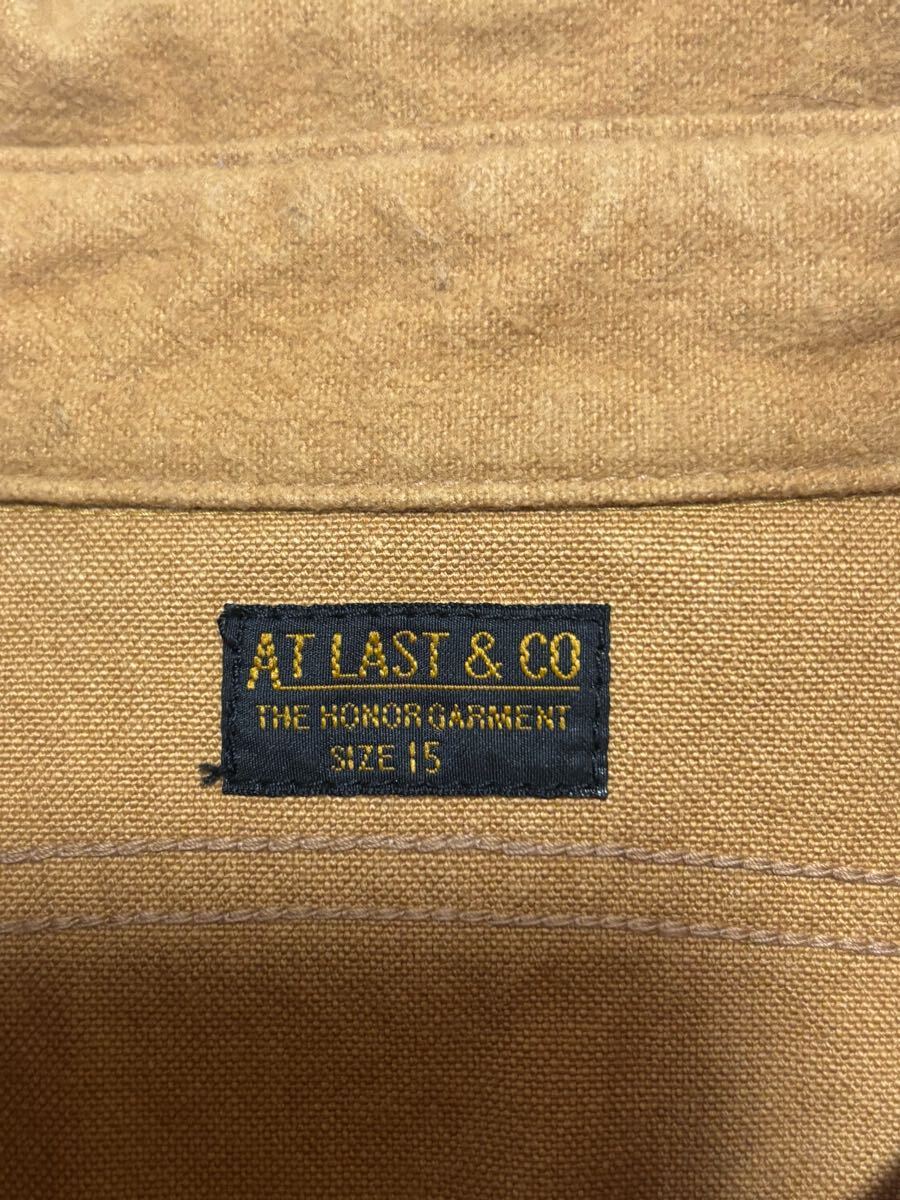 AT LAST & CO
THE HONOR GARMENT
SIZE 15